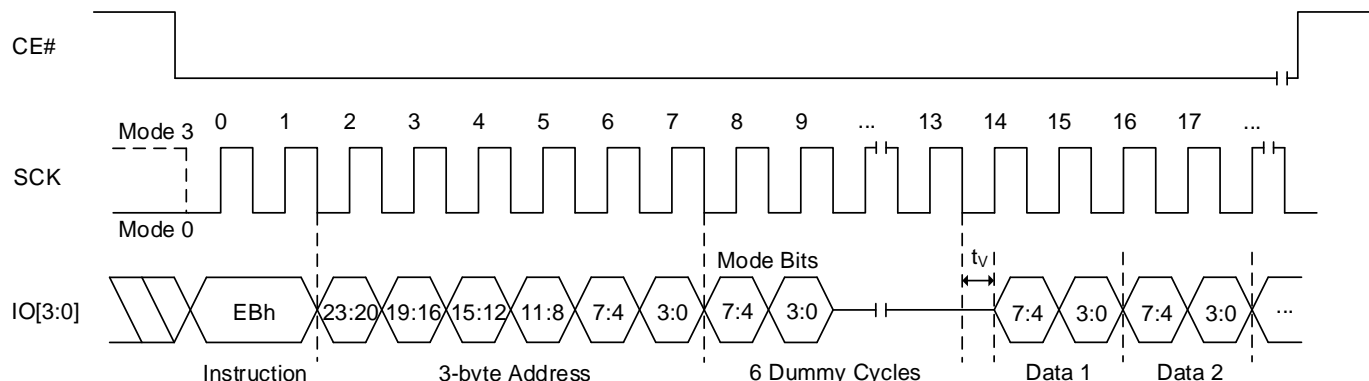 CE#
0 1 2 3 4 5 6 7 8 9 ... 13 14 15 16 17 ...
Mode 3
SCK
Mode 0
Mode Bits
tV
IO[3:0]
EBh 23:20 19:16 15:12 11:8 7:4 3:0 7:4 3:0 7:4 3:0 7:4 3:0 ...
Instruction 3-byte Address 6 Dummy Cycles Data 1 Data 2